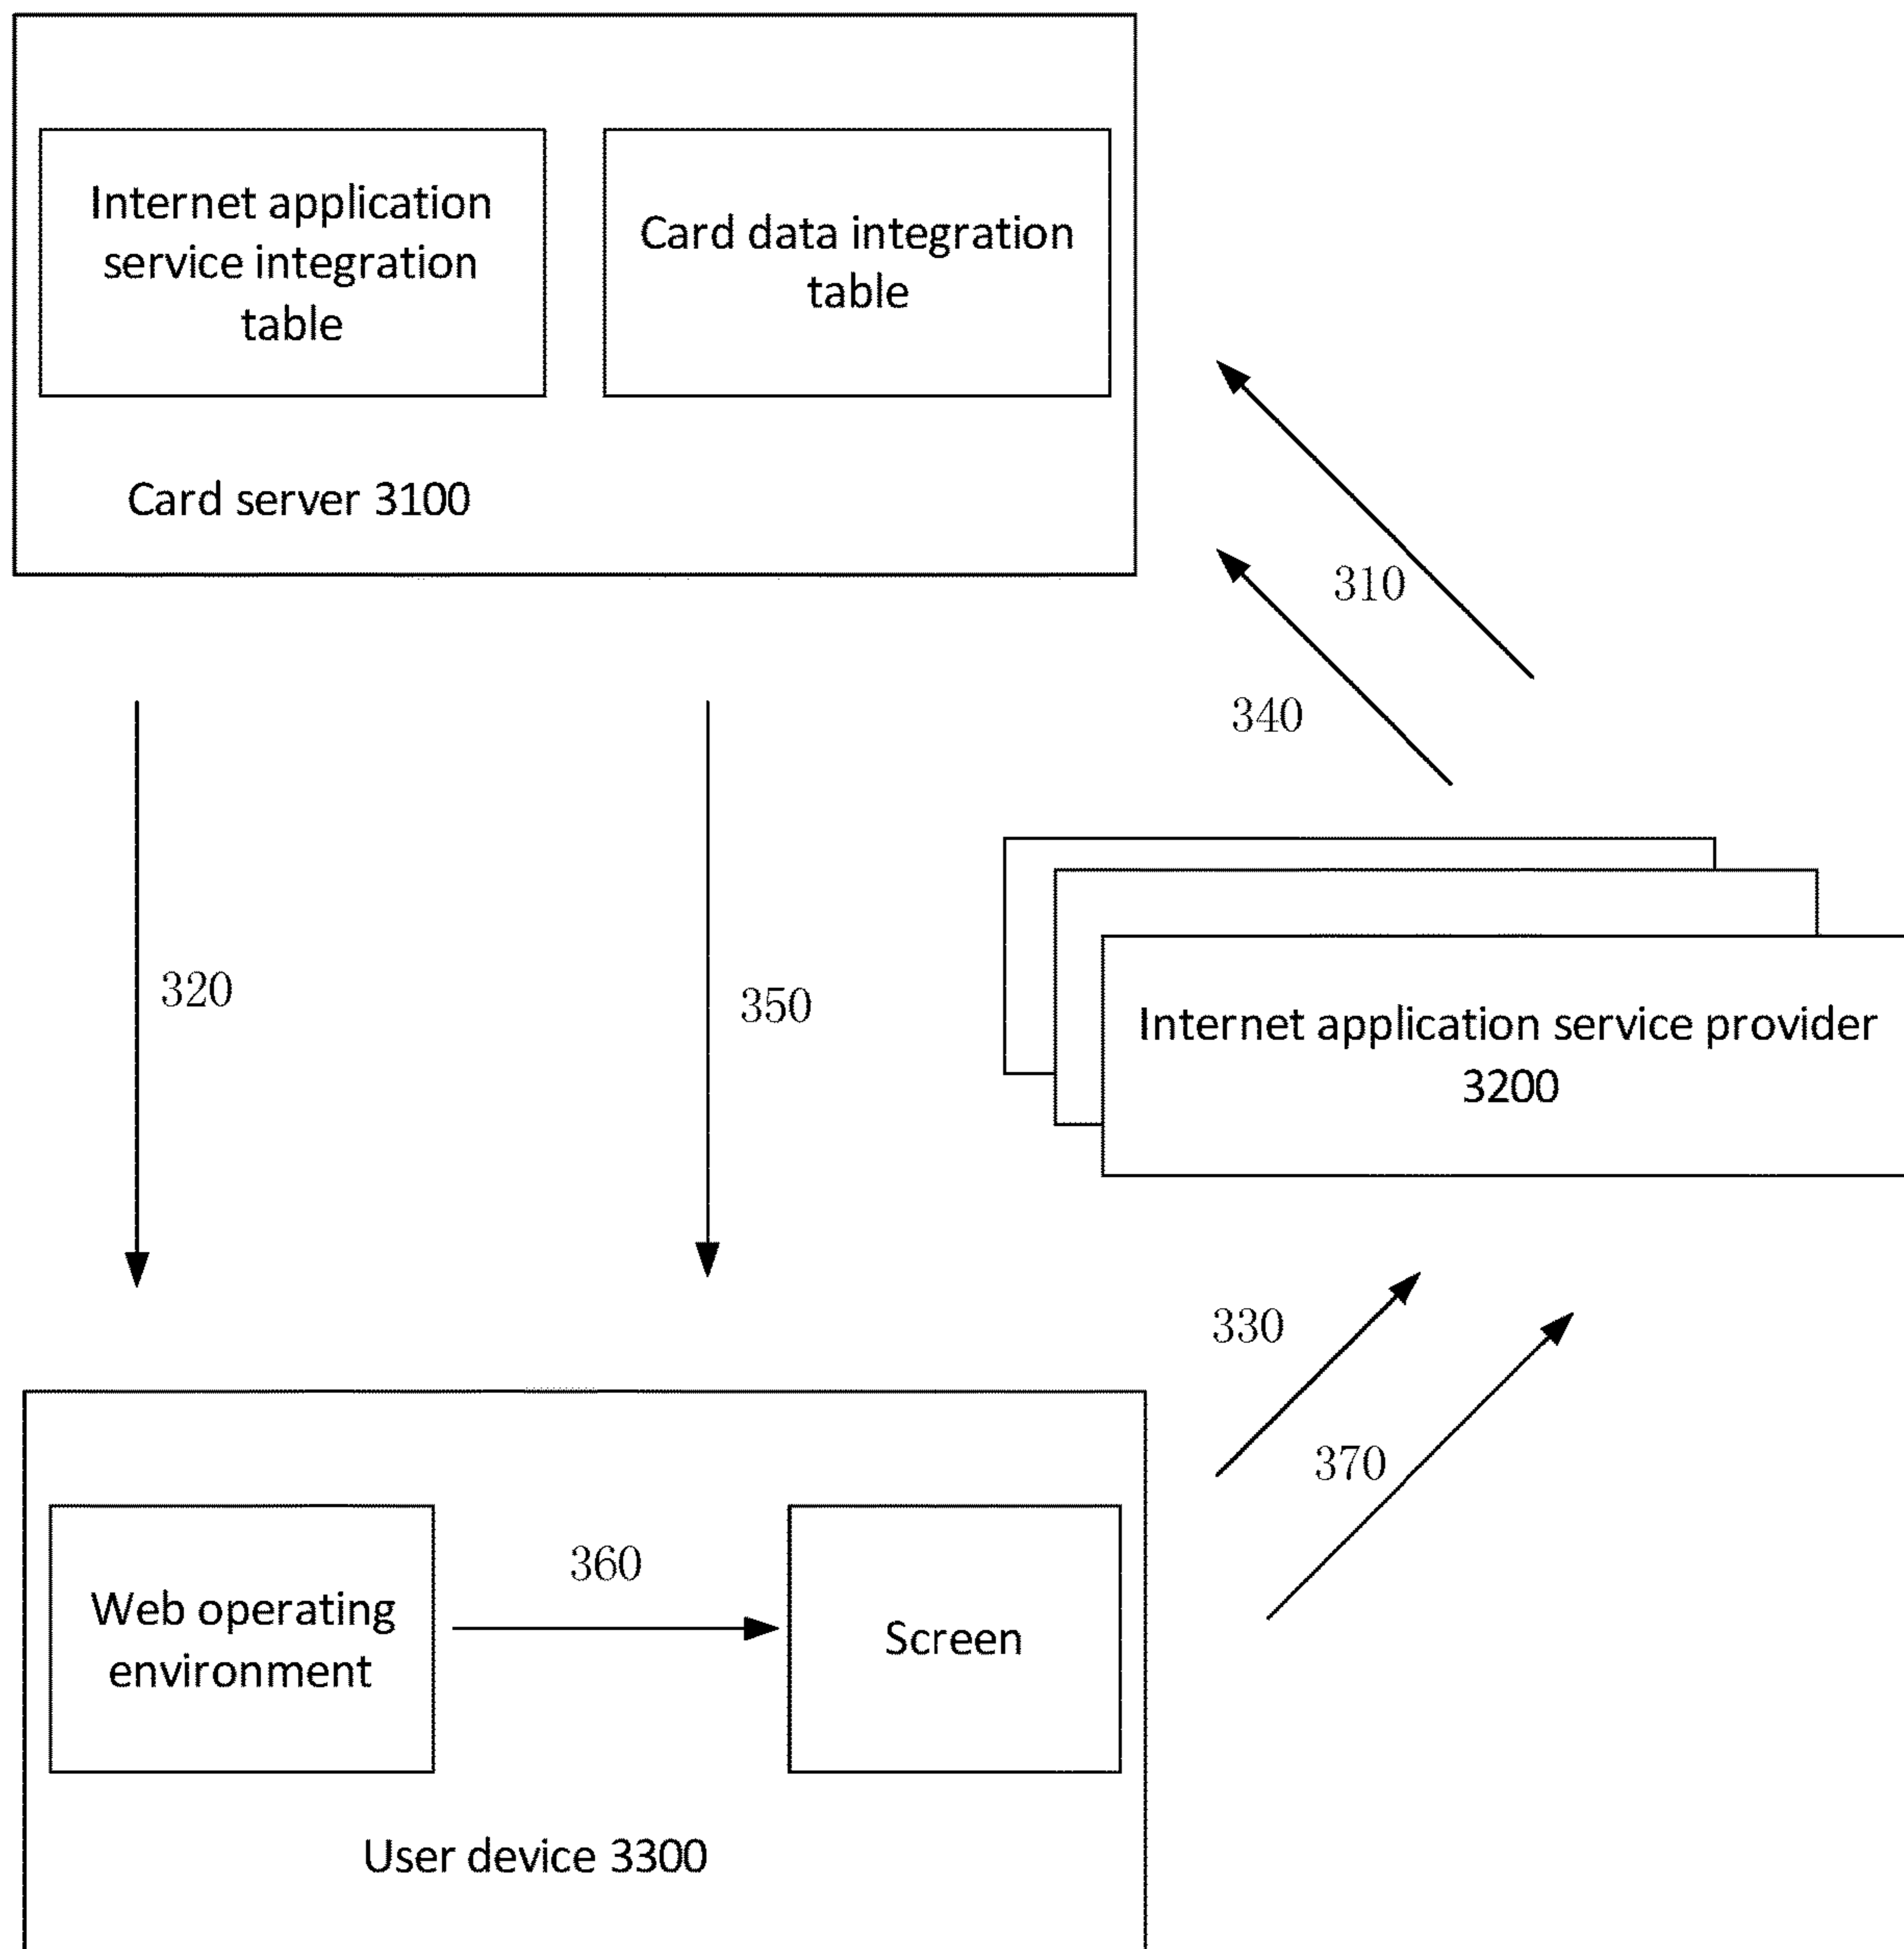 Internet application
service integration
table
Card data integration
table
Card server 3100
310
340
320
350
Internet application service provider
3200
330
370
360
Web operating
environment
Screen
User device 3300